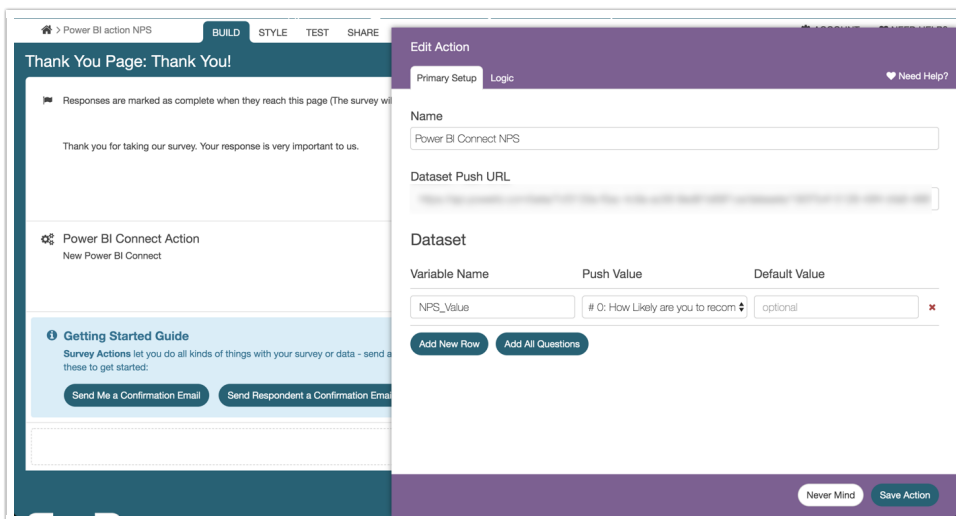 > Power BI action NPS
BUILD STYLE TEST SHARE
Thank You Page: Thank You!
Responses are marked as complete when they reach this page (The survey wil
Thank you for taking our survey. Your response is very important to us.
Power BI Connect Action
New Power BI Connect
Getting Started Guide
Survey Actions let you do all kinds of things with your survey or data - send a
these to get started:
Send Me a Confirmation Email Send Respondent a Confirmation Emai
Edit Action
Primary Setup Logic Need Help?
Name
Power BI Connect NPS
Dataset Push URL
Dataset
Variable Name Push Value Default Value
NPS_Value # 0: How Likely are you to recom optional
Add New Row Add All Questions
Never Mind Save Action